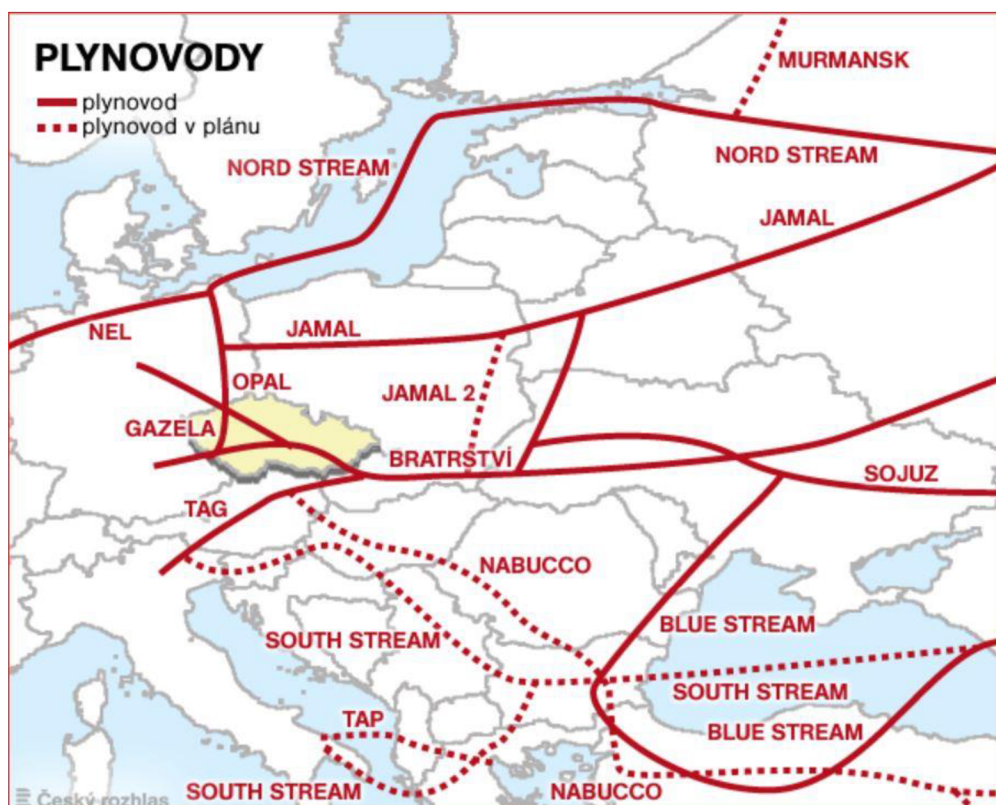 PLYNOVODY
plynovod
plynovod v plánu
MURMANSK
NORD STREAM
NORD STREAM
JAMAL
NEL
JAMAL
OPAL
JAMAL 2
GAZELA
BRATRSTVÍ
SOJUZ
TAG
NABUCCO
BLUE STREAM
SOUTH STREAM
SOUTH STREAM
TAP
BLUE STREAM
SOUTH STREAM
NABUCCO
Český rozhlas